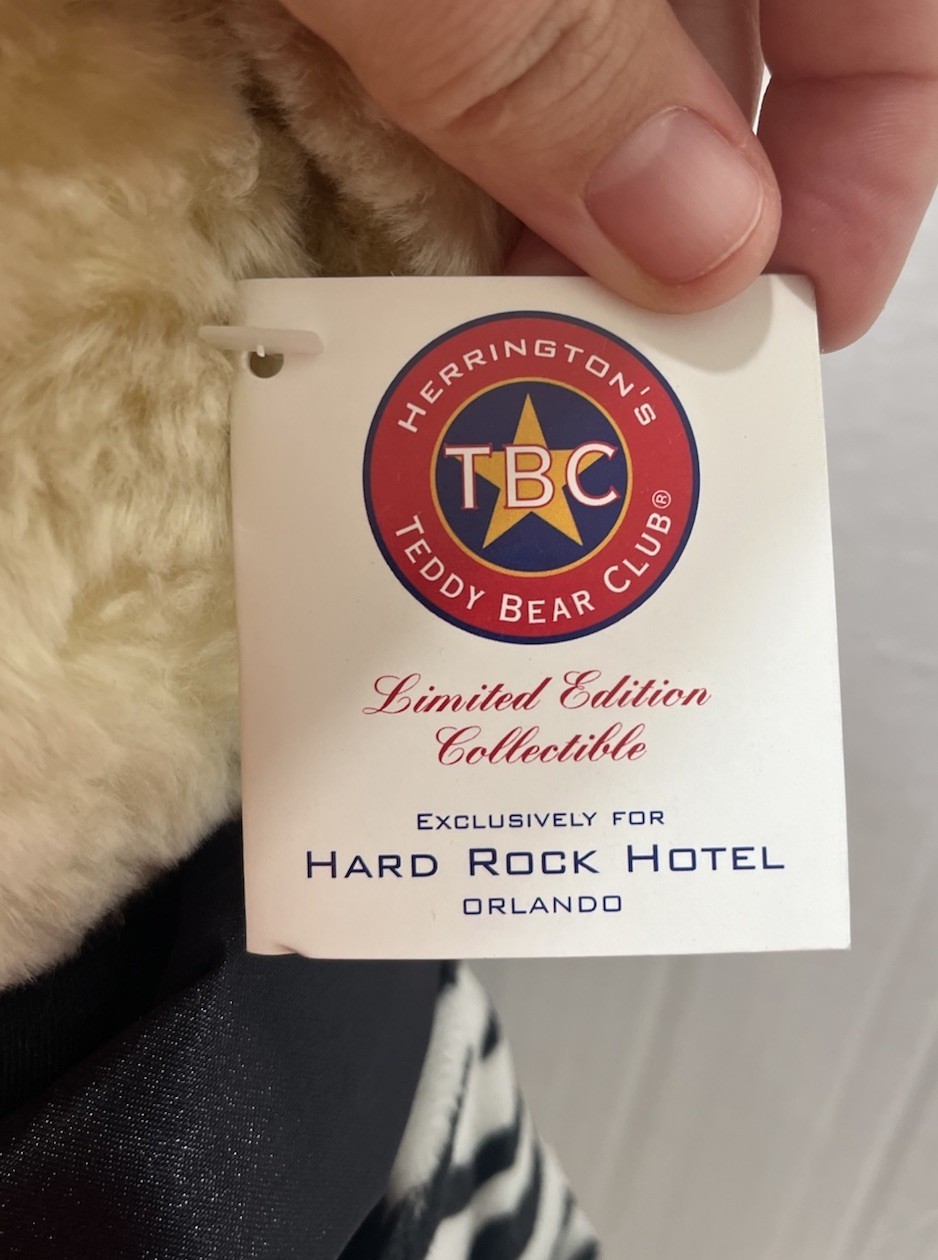 HERRINGTON'S
TBC
TEDDY BEAR CLUB®
Limited Edition
Collectible
EXCLUSIVELY FOR
HARD ROCK HOTEL
ORLANDO